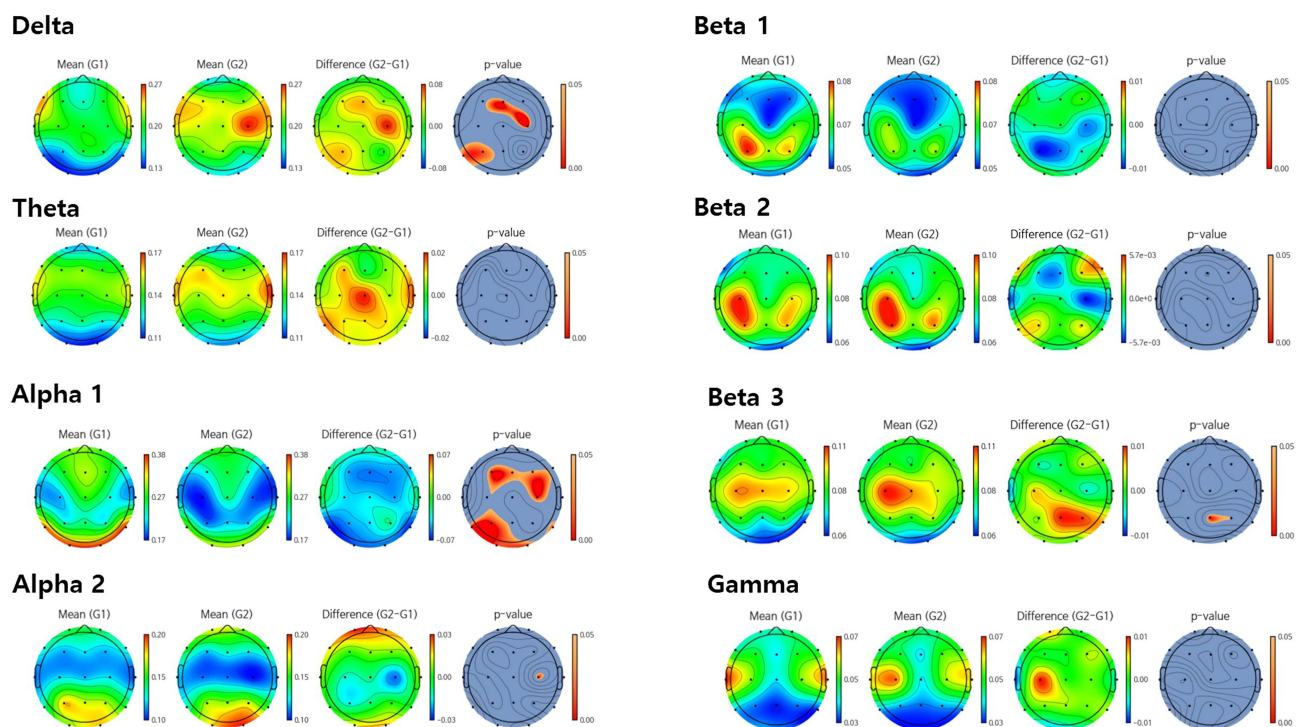 Delta
Mean (G1) Mean (G2) Difference (G2-G1) p-value
0.27 0.27 0.08 0.05
0.20 0.20 0.00
0.13 0.13 −0.08 0.00
Theta
Mean (G1) Mean (G2) Difference (G2-G1) p-value
0.17 0.17 0.02 0.05
0.14 0.14 0.00
0.11 0.11 −0.02 0.00
Alpha 1
Mean (G1) Mean (G2) Difference (G2-G1) p-value
0.38 0.38 0.07 0.05
0.27 0.27 0.00
0.17 0.17 −0.07 0.00
Alpha 2
Mean (G1) Mean (G2) Difference (G2-G1) p-value
0.20 0.20 0.03 0.05
0.15 0.15 0.00
0.10 0.10 −0.03 0.00
Beta 1
Mean (G1) Mean (G2) Difference (G2-G1) p-value
0.08 0.08 0.01 0.05
0.07 0.07 0.00
0.05 0.05 −0.01 0.00
Beta 2
Mean (G1) Mean (G2) Difference (G2-G1) p-value
0.10 0.10 5.7e−03 0.05
0.08 0.08 0.0e+0
0.06 0.06 −5.7e−03 0.00
Beta 3
Mean (G1) Mean (G2) Difference (G2-G1) p-value
0.11 0.11 0.01 0.05
0.08 0.08 0.00
0.06 0.06 −0.01 0.00
Gamma
Mean (G1) Mean (G2) Difference (G2-G1) p-value
0.07 0.07 0.01 0.05
0.05 0.05 0.00
0.03 0.03 −0.01 0.00